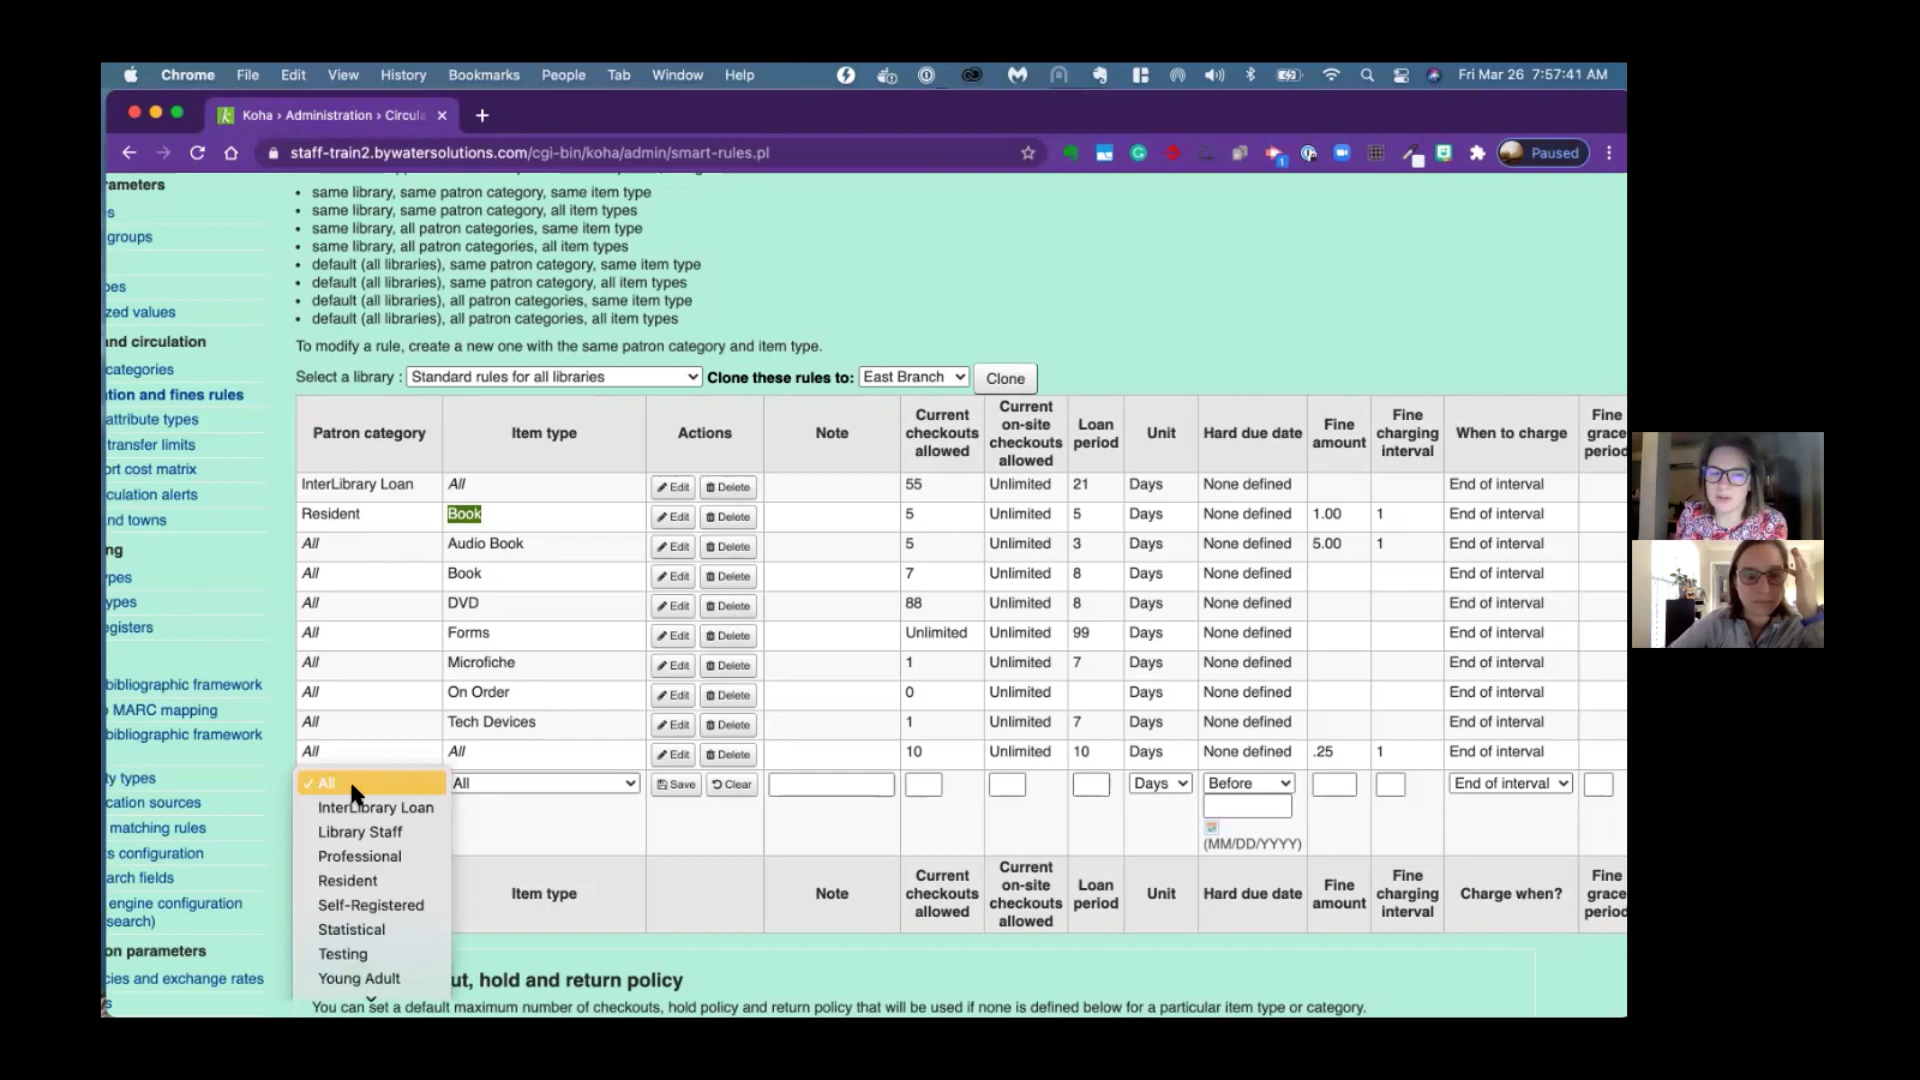 Chrome File Edit View History Bookmarks People Tab Window Help Fri Mar 26 7:57:41 AM
Koha › Administration › Circula
staff-train2.bywatersolutions.com/cgi-bin/koha/admin/smart-rules.pl Paused
arameters
s
groups
pes
zed values
nd circulation
categories
tion and fines rules
attribute types
transfer limits
ort cost matrix
culation alerts
nd towns
ng
ypes
ypes
egisters
bibliographic framework
MARC mapping
bibliographic framework
ty types
cation sources
matching rules
s configuration
arch fields
engine configuration
search)
on parameters
cies and exchange rates
s
• same library, same patron category, same item type
• same library, same patron category, all item types
• same library, all patron categories, same item type
• same library, all patron categories, all item types
• default (all libraries), same patron category, same item type
• default (all libraries), same patron category, all item types
• default (all libraries), all patron categories, same item type
• default (all libraries), all patron categories, all item types
To modify a rule, create a new one with the same patron category and item type.
Select a library : Standard rules for all libraries Clone these rules to: East Branch Clone
Patron category Item type Actions Note Current checkouts allowed Current on-site checkouts allowed Loan period Unit Hard due date Fine amount Fine charging interval When to charge Fine grace period
InterLibrary Loan All Edit Delete 55 Unlimited 21 Days None defined End of interval
Resident Book Edit Delete 5 Unlimited 5 Days None defined 1.00 1 End of interval
All Audio Book Edit Delete 5 Unlimited 3 Days None defined 5.00 1 End of interval
All Book Edit Delete 7 Unlimited 8 Days None defined End of interval
All DVD Edit Delete 88 Unlimited 8 Days None defined End of interval
All Forms Edit Delete Unlimited Unlimited 99 Days None defined End of interval
All Microfiche Edit Delete 1 Unlimited 7 Days None defined End of interval
All On Order Edit Delete 0 Unlimited Days None defined End of interval
All Tech Devices Edit Delete 1 Unlimited 7 Days None defined End of interval
All All Edit Delete 10 Unlimited 10 Days None defined .25 1 End of interval
✓ All All Save Clear Days Before End of interval
(MM/DD/YYYY)
InterLibrary Loan
Library Staff
Professional
Resident
Self-Registered
Statistical
Testing
Young Adult
Item type Note Current checkouts allowed Current on-site checkouts allowed Loan period Unit Hard due date Fine amount Fine charging interval Charge when? Fine grace period
ut, hold and return policy
You can set a default maximum number of checkouts, hold policy and return policy that will be used if none is defined below for a particular item type or category.